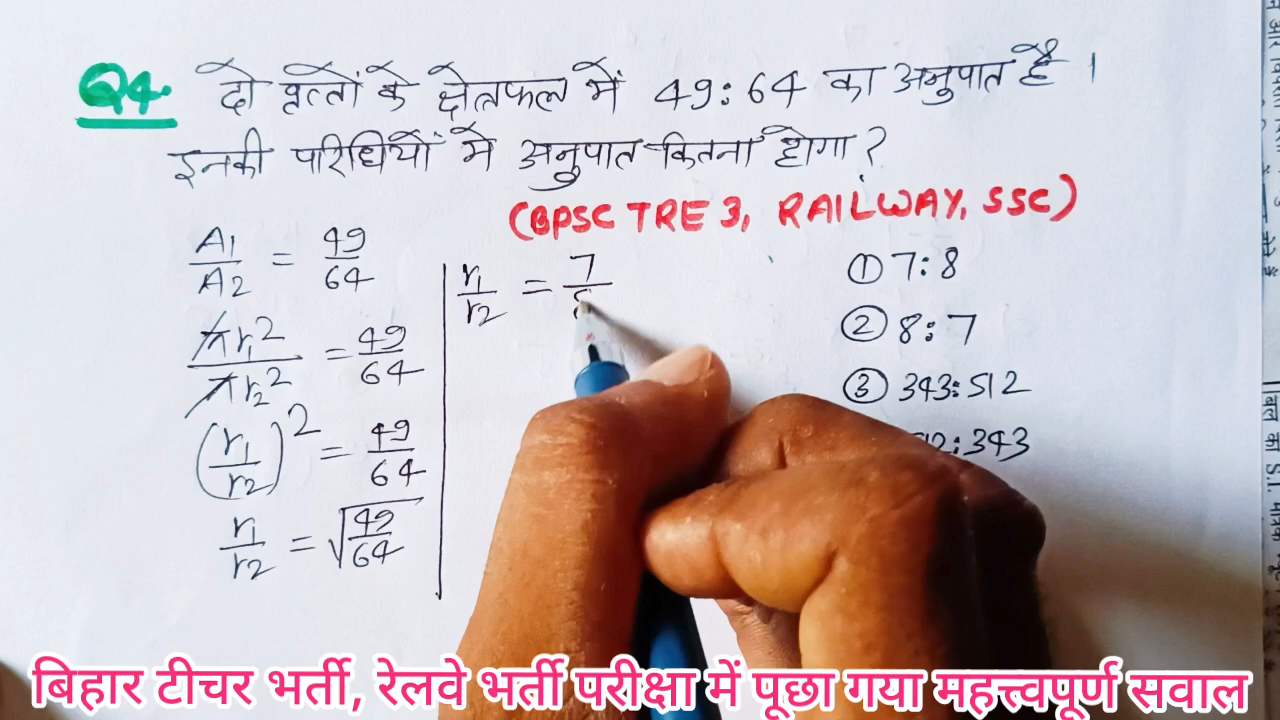 Q4. दो वृत्तों के क्षेत्रफल में 49:64 का अनुपात है ।
इनकी परिधियों में अनुपात कितना होगा ?
(BPSC TRE 3, RAILWAY, SSC)
A1/A2 = 49/64
πr1²/πr2² = 49/64
(r1/r2)² = 49/64
r1/r2 = √49/64
r1/r2 = 7/
① 7:8
② 8:7
③ 343:512
:343
बिहार टीचर भर्ती, रेलवे भर्ती परीक्षा में पूछा गया महत्त्वपूर्ण सवाल